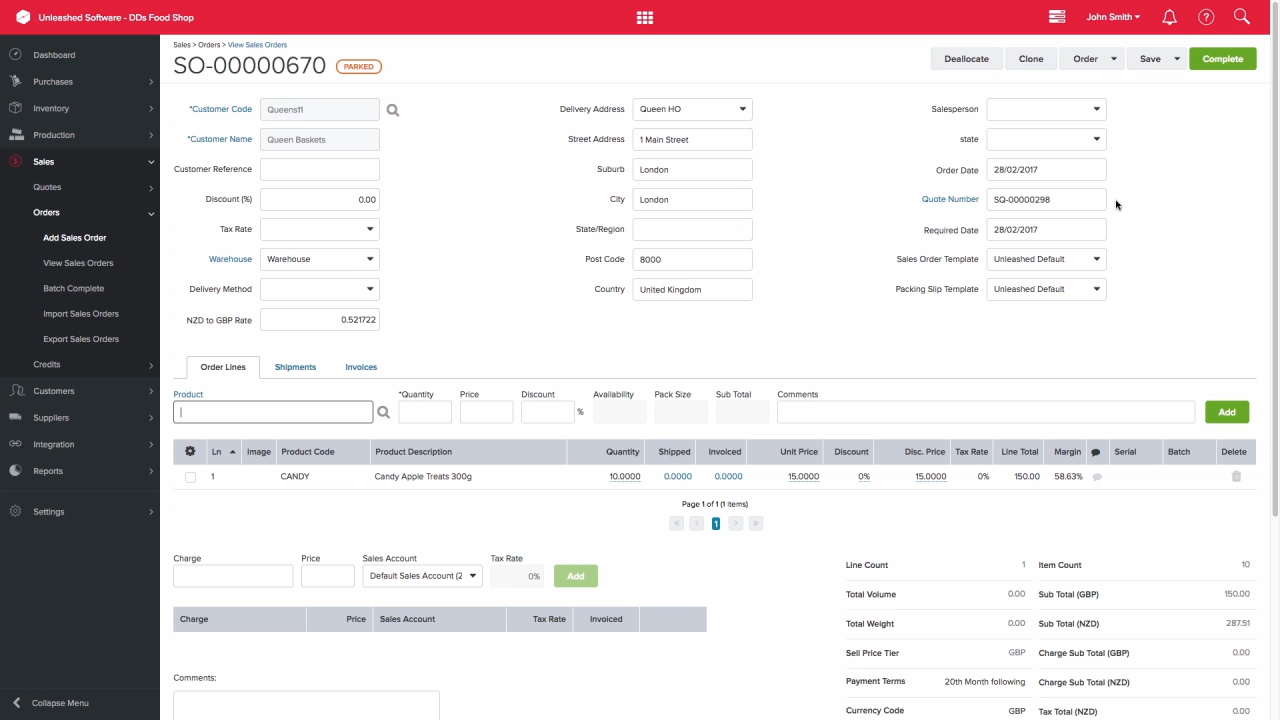 Unleashed Software - DDs Food Shop
John Smith
Dashboard
Purchases
Inventory
Production
Sales
Quotes
Orders
Add Sales Order
View Sales Orders
Batch Complete
Import Sales Orders
Export Sales Orders
Credits
Customers
Suppliers
Integration
Reports
Settings
Collapse Menu
Sales > Orders > View Sales Orders
SO-00000670 PARKED
Deallocate Clone Order Save Complete
*Customer Code Queens11
*Customer Name Queen Baskets
Customer Reference
Discount (%) 0.00
Tax Rate
Warehouse Warehouse
Delivery Method
NZD to GBP Rate 0.521722
Delivery Address Queen HO
Street Address 1 Main Street
Suburb London
City London
State/Region
Post Code 8000
Country United Kingdom
Salesperson
state
Order Date 28/02/2017
Quote Number SQ-00000298
Required Date 28/02/2017
Sales Order Template Unleashed Default
Packing Slip Template Unleashed Default
Order Lines Shipments Invoices
Product *Quantity Price Discount Availability Pack Size Sub Total Comments
% Add
Ln Image Product Code Product Description Quantity Shipped Invoiced Unit Price Discount Disc. Price Tax Rate Line Total Margin Serial Batch Delete
1 CANDY Candy Apple Treats 300g 10.0000 0.0000 0.0000 15.0000 0% 15.0000 0% 150.00 58.63%
Page 1 of 1 (1 items)
« ‹ 1 › »
Charge Price Sales Account Tax Rate
Default Sales Account (2 0% Add
Charge Price Sales Account Tax Rate Invoiced
Comments:
Line Count 1 Item Count 10
Total Volume 0.00 Sub Total (GBP) 150.00
Total Weight 0.00 Sub Total (NZD) 287.51
Sell Price Tier GBP Charge Sub Total (GBP) 0.00
Payment Terms 20th Month following Charge Sub Total (NZD) 0.00
Currency Code GBP Tax Total (NZD) 0.00